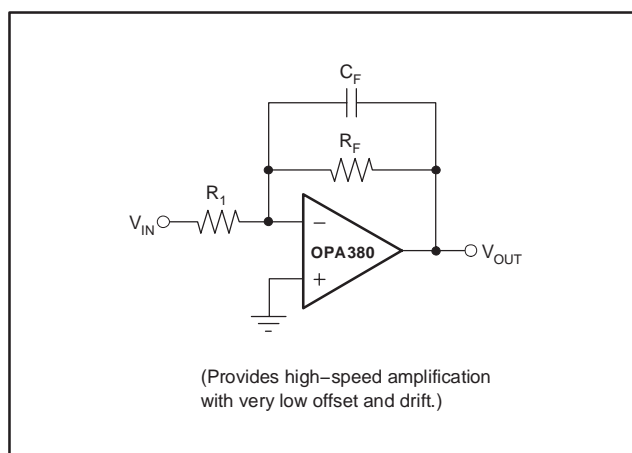 C_F
R_F
R_1
V_IN
−
OPA380
+
V_OUT
(Provides high−speed amplification
with very low offset and drift.)